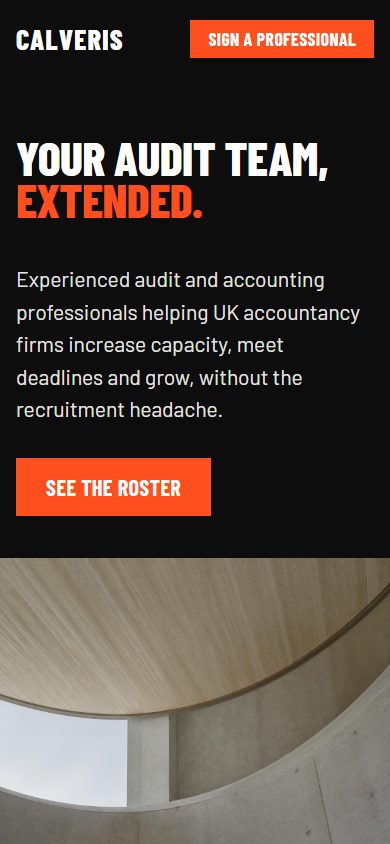 CALVERIS
SIGN A PROFESSIONAL
YOUR AUDIT TEAM,
EXTENDED.
Experienced audit and accounting
professionals helping UK accountancy
firms increase capacity, meet
deadlines and grow, without the
recruitment headache.
SEE THE ROSTER